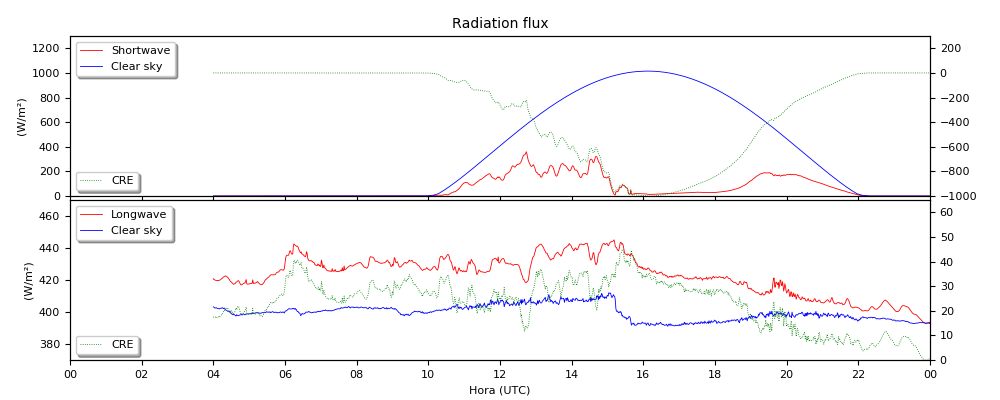 Radiation flux
Shortwave
Clear sky
CRE
(W/m²)
1200
1000
800
600
400
200
0
200
0
−200
−400
−600
−800
−1000
Longwave
Clear sky
CRE
(W/m²)
460
440
420
400
380
60
50
40
30
20
10
0
00 02 04 06 08 10 12 14 16 18 20 22 00
Hora (UTC)